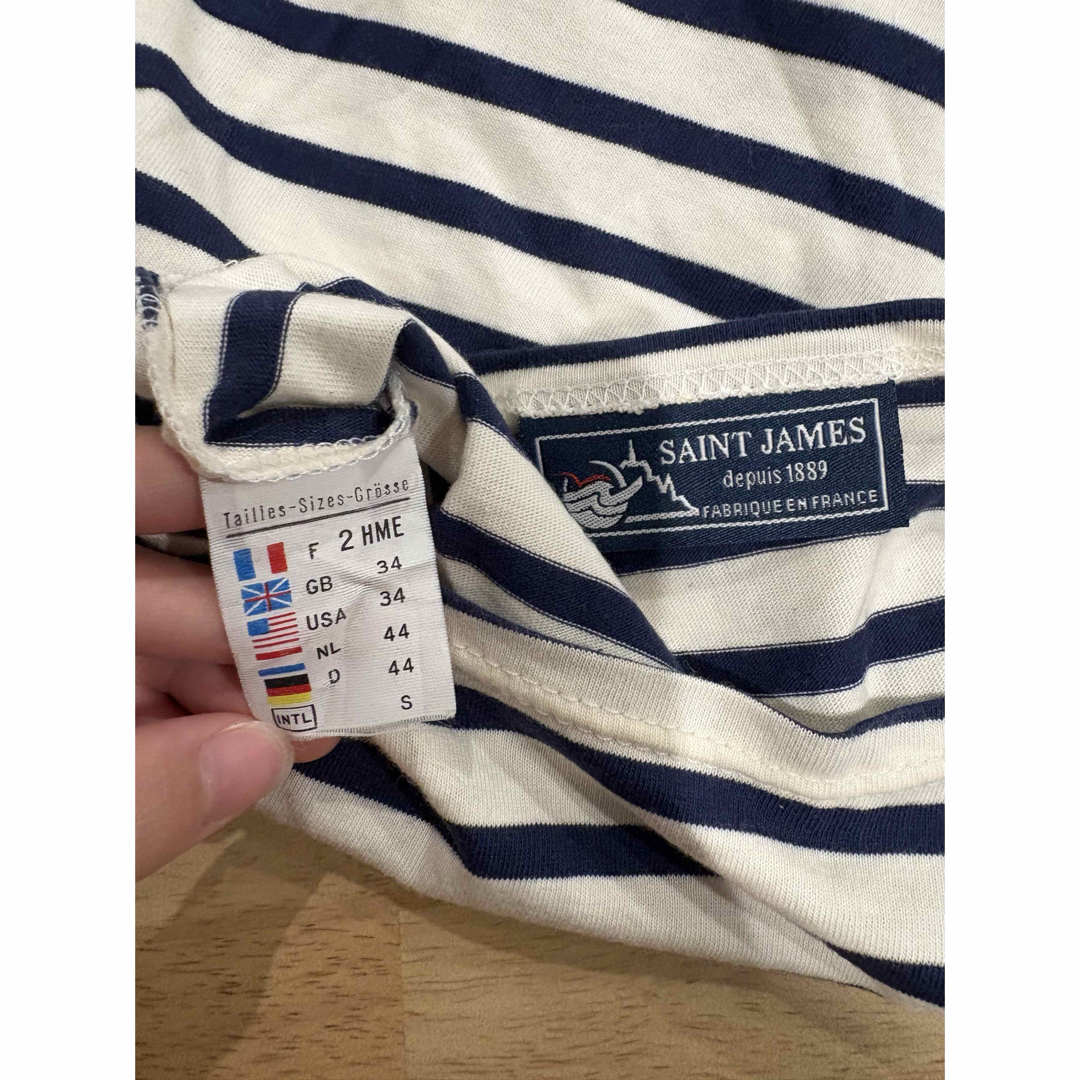 Tailles-Sizes-Grösse
F 2 HME
GB 34
USA 34
NL 44
D 44
INTL S
SAINT JAMES
depuis 1889
FABRIQUE EN FRANCE